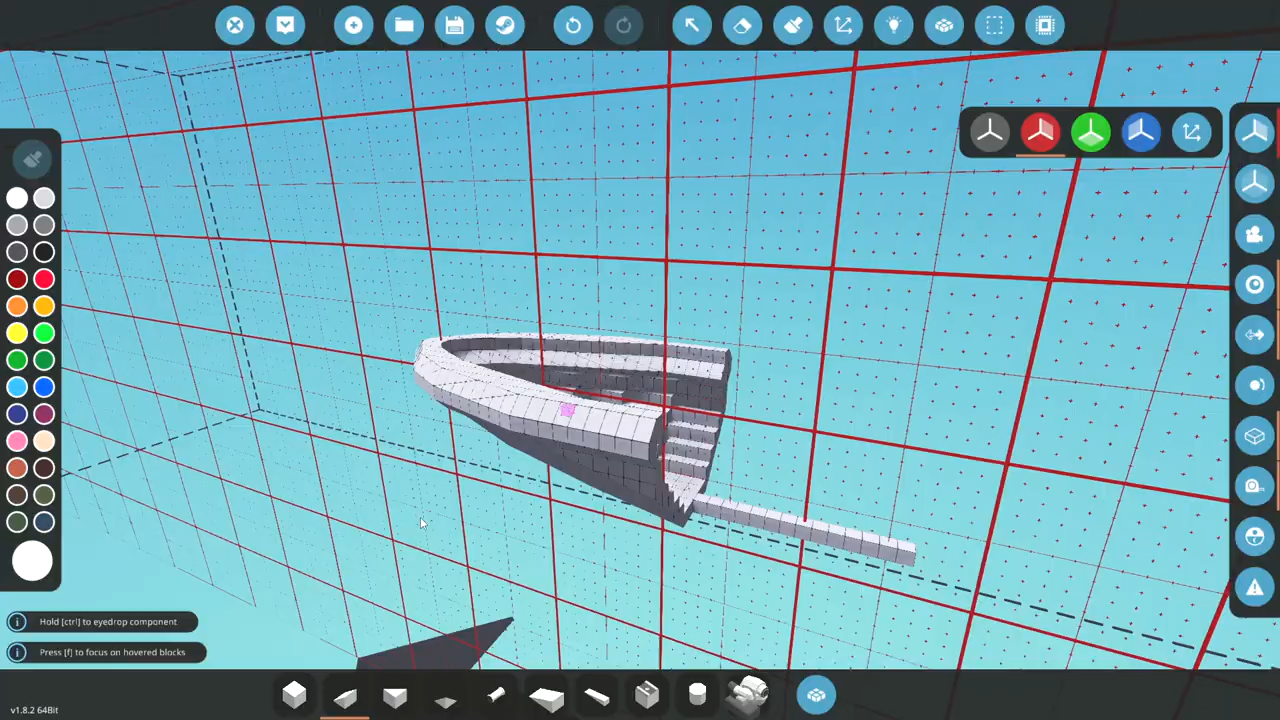 Hold [ctrl] to eyedrop component
Press [f] to focus on hovered blocks
v1.8.2 64Bit